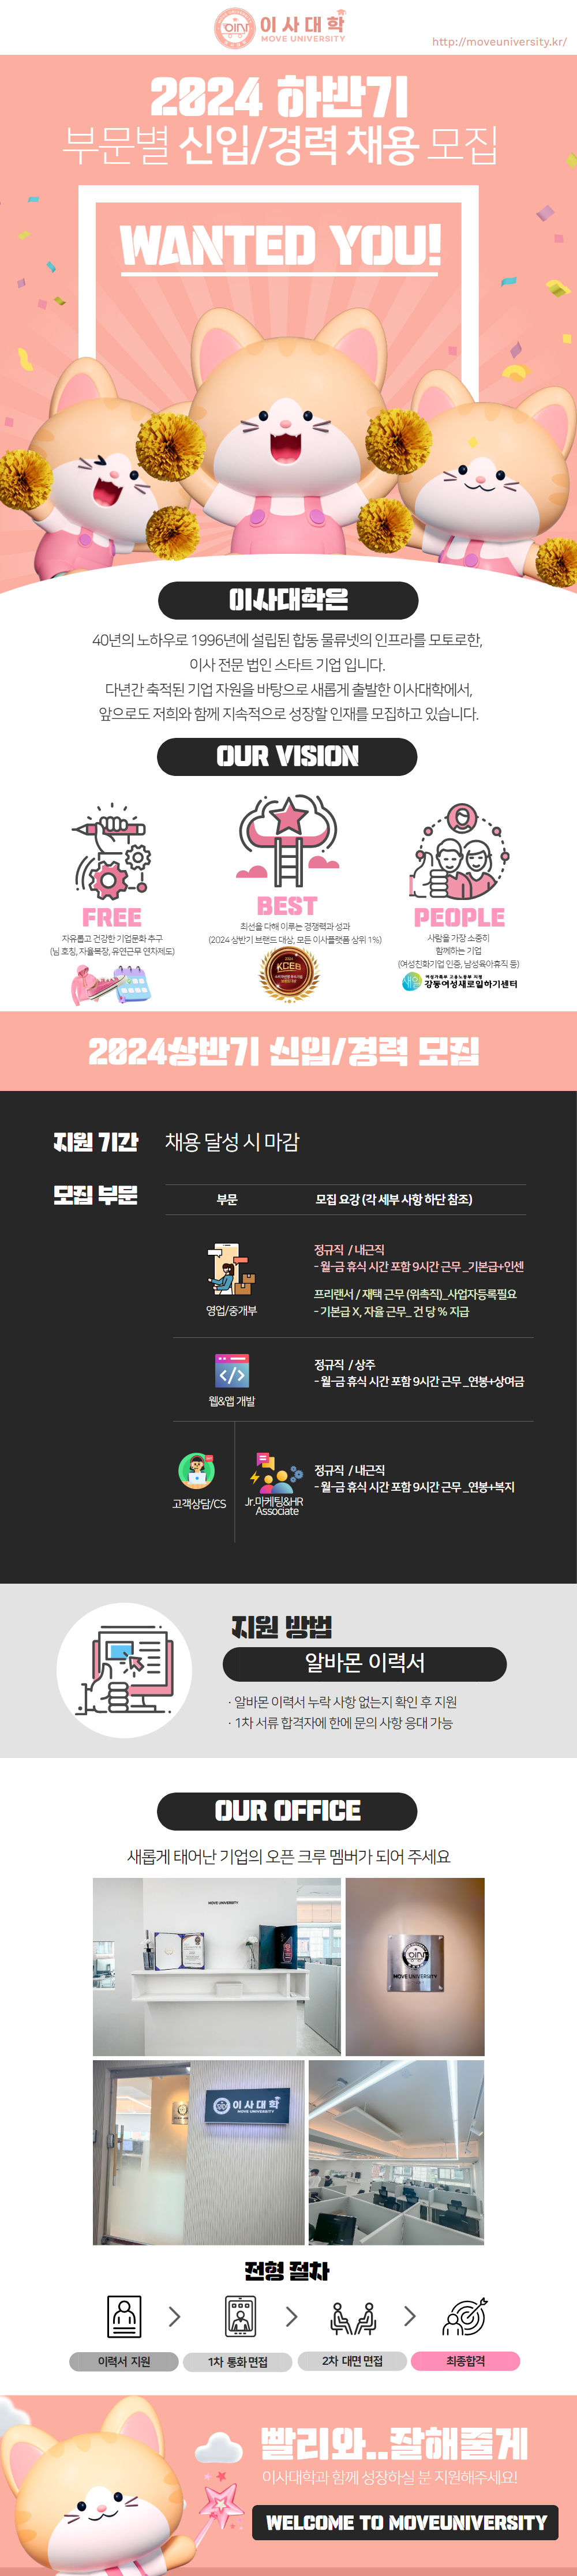 이사대학
MOVE UNIVERSITY
http://moveuniversity.kr/
2024 하반기
부문별 신입/경력 채용 모집
WANTED YOU!
이사대학은
40년의 노하우로 1996년에 설립된 합동 물류넷의 인프라를 모토로한,
이사 전문 법인 스타트 기업 입니다.
다년간 축적된 기업 자원을 바탕으로 새롭게 출발한 이사대학에서,
앞으로도 저희와 함께 지속적으로 성장할 인재를 모집하고 있습니다.
OUR VISION
FREE
자유롭고 건강한 기업문화 추구
(님 호칭, 자율복장, 유연근무 연차제도)
BEST
최선을 다해 이루는 경쟁력과 성과
(2024 상반기 브랜드 대상, 모든 이사플랫폼 상위 1%)
KCEB
PEOPLE
사람을 가장 소중히
함께하는 기업
(여성친화기업 인증, 남성육아휴직 등)
여성가족부 고용노동부 지정
강동여성새로일하기센터
2024상반기 신입/경력 모집
지원 기간
채용 달성 시 마감
모집 부문
부문
모집 요강 (각 세부 사항 하단 참조)
영업/중개부
정규직 / 내근직
- 월-금 휴식 시간 포함 9시간 근무 _기본급+인센
프리랜서 / 재택 근무 (위촉직)_사업자등록필요
- 기본급 X, 자율 근무_ 건 당 % 지급
웹&앱 개발
정규직 / 상주
- 월-금 휴식 시간 포함 9시간 근무 _연봉+상여금
고객상담/CS
Jr.마케팅&HR
Associate
정규직 / 내근직
- 월-금 휴식 시간 포함 9시간 근무 _연봉+복지
지원 방법
알바몬 이력서
· 알바몬 이력서 누락 사항 없는지 확인 후 지원
· 1차 서류 합격자에 한에 문의 사항 응대 가능
OUR OFFICE
새롭게 태어난 기업의 오픈 크루 멤버가 되어 주세요
MOVE UNIVERSITY
MOVE UNIVERSITY
이사대학
MOVE UNIVERSITY
전형 절차
이력서 지원
1차 통화 면접
2차 대면 면접
최종합격
빨리와..잘해줄게
이사대학과 함께 성장하실 분 지원해주세요!
WELCOME TO MOVEUNIVERSITY